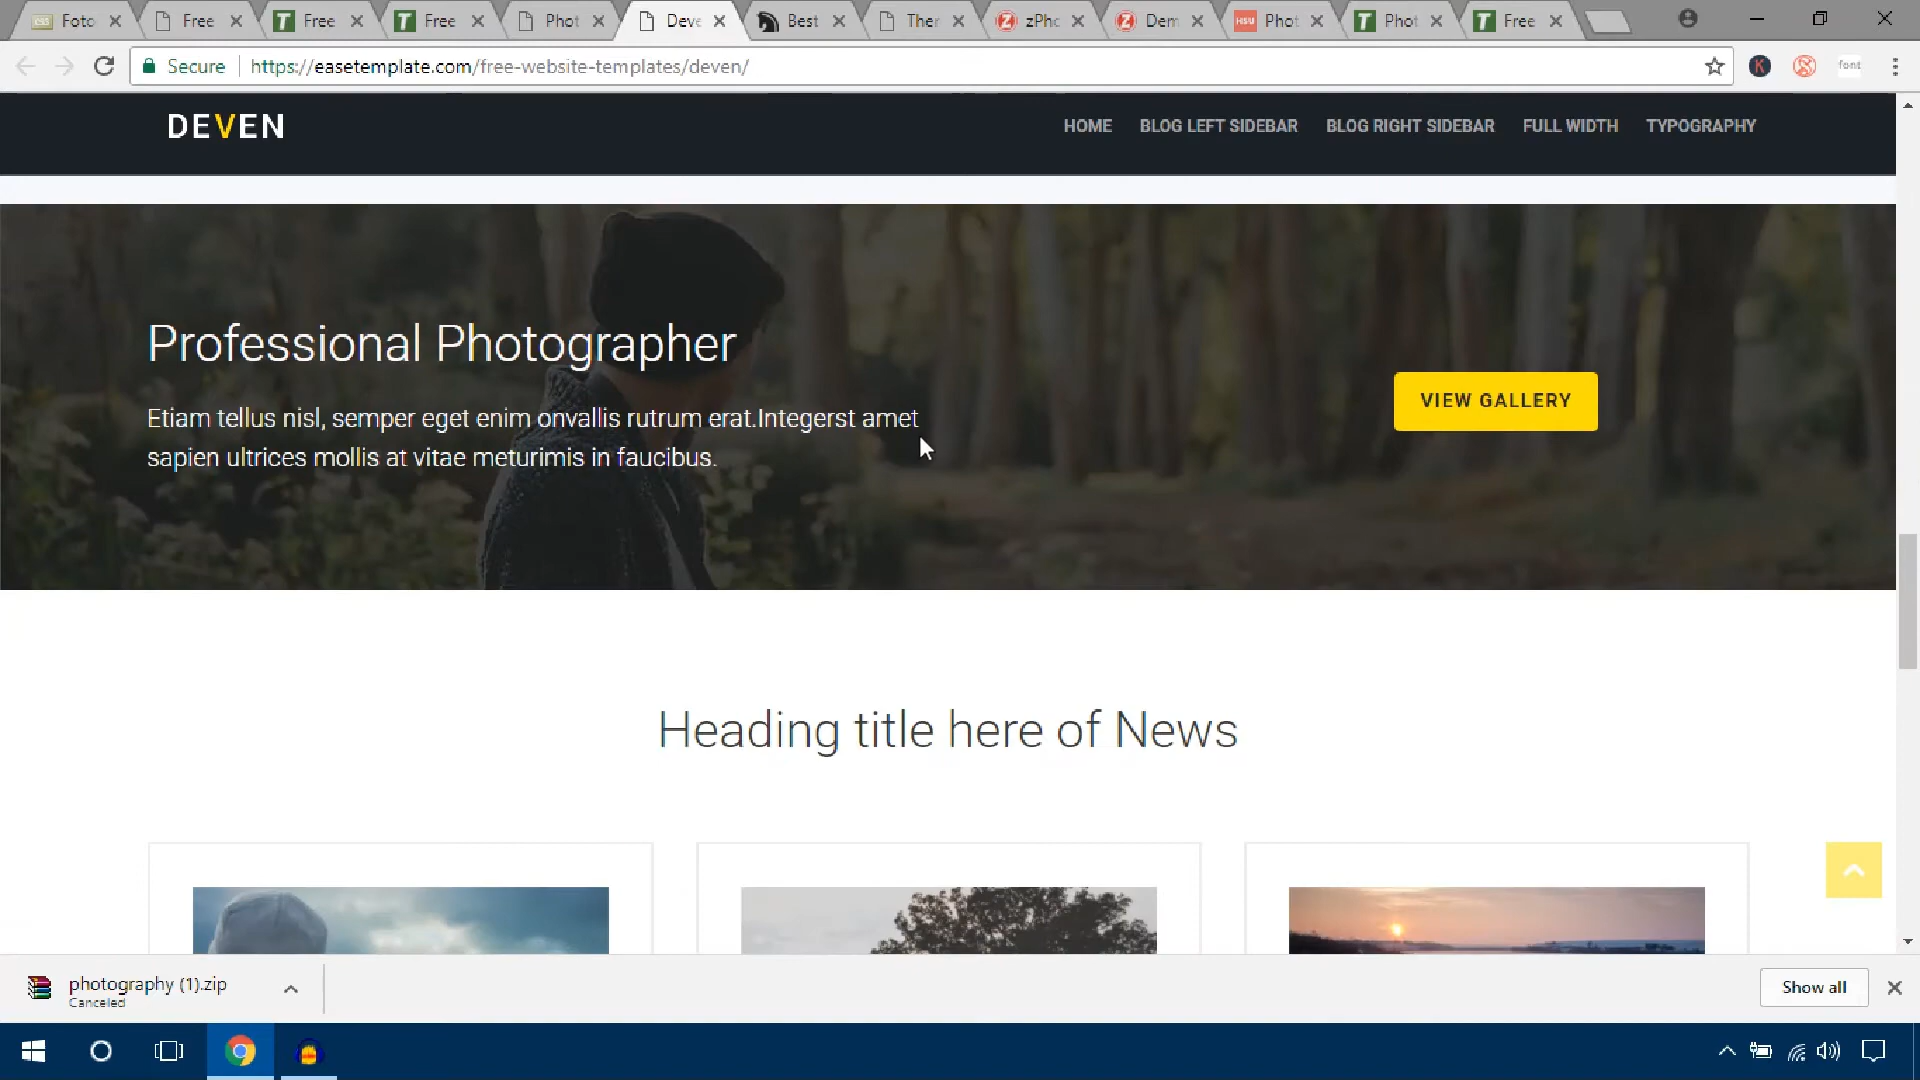 Foto
Free
Free
Free
Phot
Deve
Best
Ther
zPho
Dem
HSU
Phot
Phot
Free
Secure
https://easetemplate.com/free-website-templates/deven/
font
DEVEN
HOME
BLOG LEFT SIDEBAR
BLOG RIGHT SIDEBAR
FULL WIDTH
TYPOGRAPHY
Professional Photographer
Etiam tellus nisl, semper eget enim onvallis rutrum erat.Integerst amet
sapien ultrices mollis at vitae meturimis in faucibus.
VIEW GALLERY
Heading title here of News
photography (1).zip
Canceled
Show all